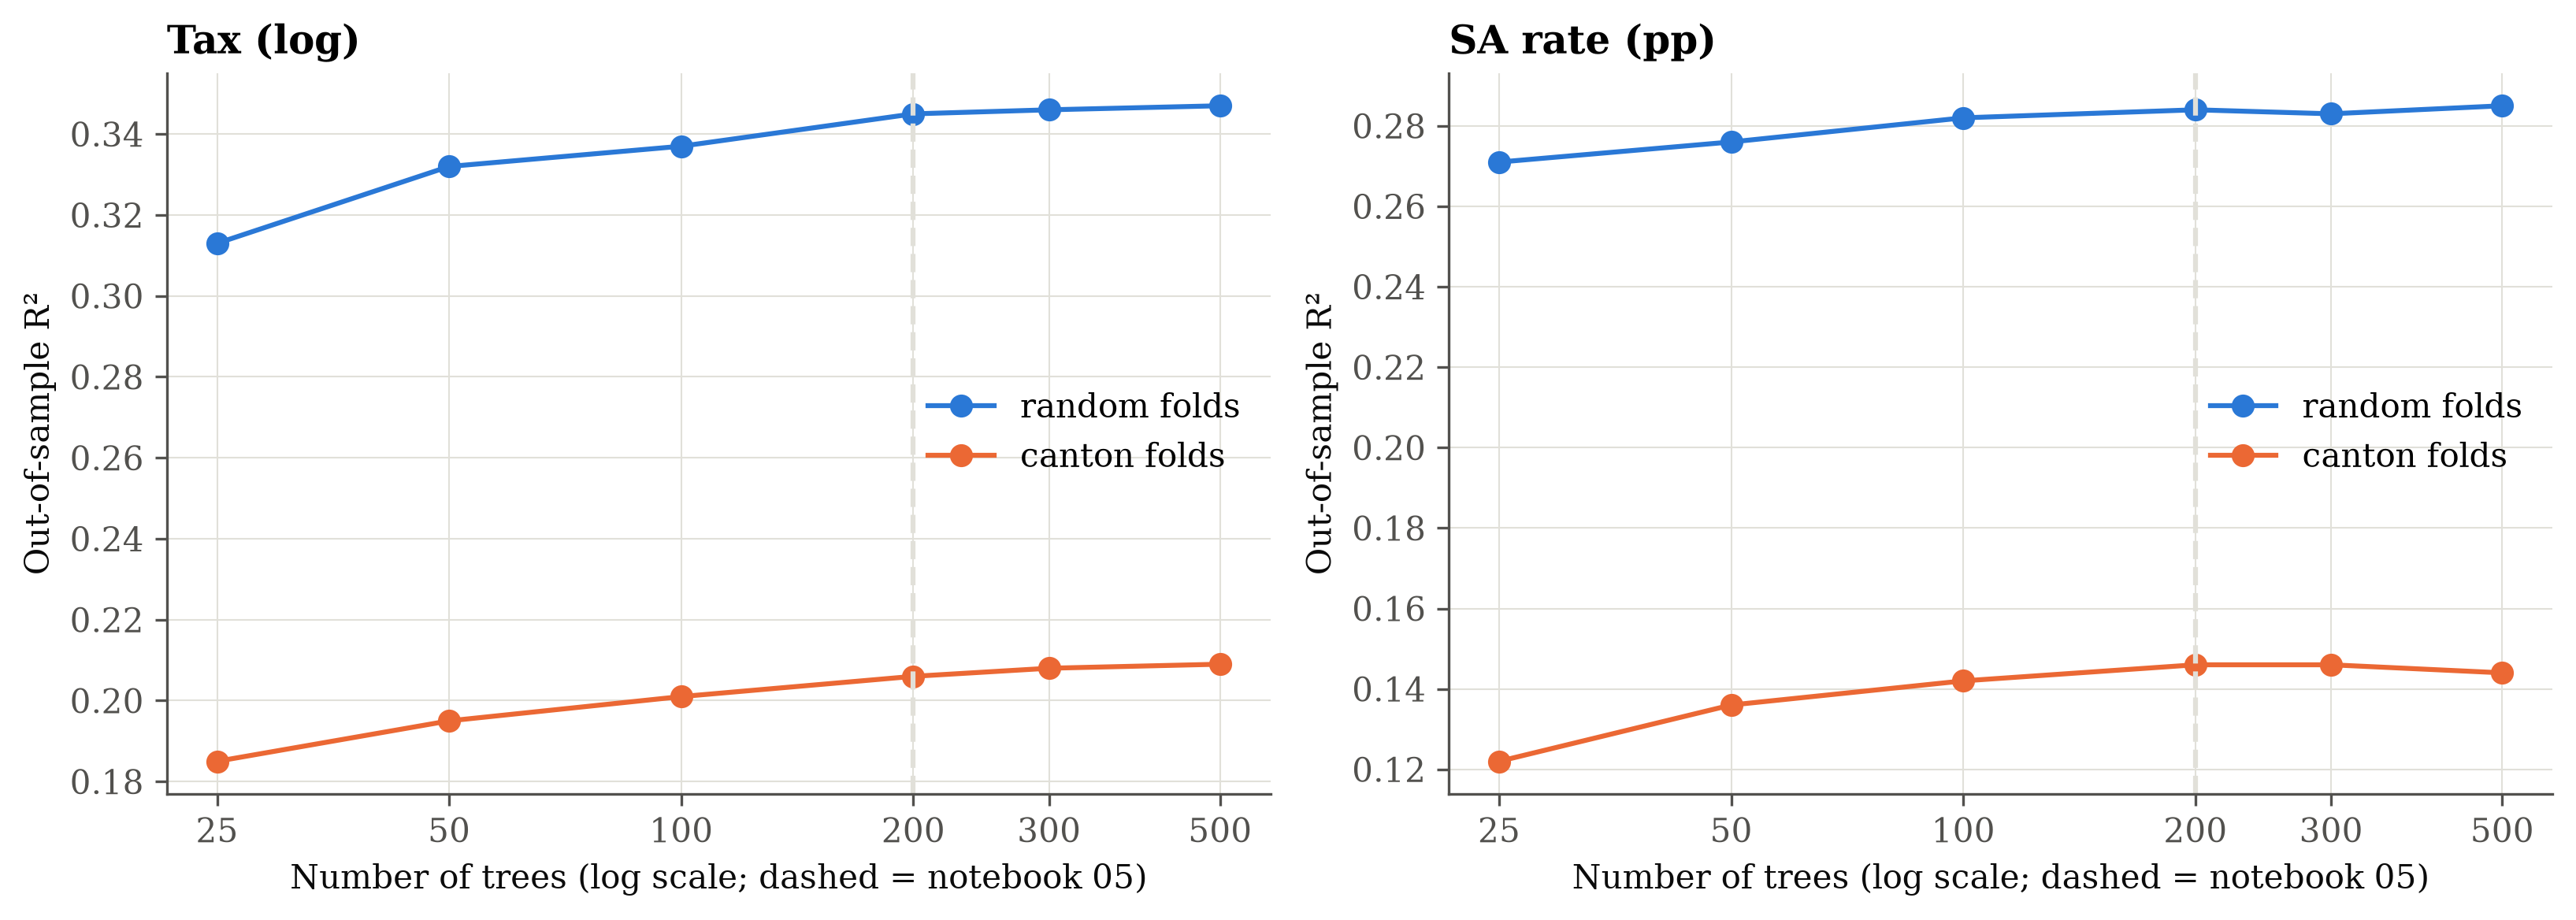 Tax (log)
Out-of-sample R²
0.34
0.32
0.30
0.28
0.26
0.24
0.22
0.20
0.18
random folds
canton folds
25 50 100 200 300 500
Number of trees (log scale; dashed = notebook 05)
SA rate (pp)
Out-of-sample R²
0.28
0.26
0.24
0.22
0.20
0.18
0.16
0.14
0.12
random folds
canton folds
25 50 100 200 300 500
Number of trees (log scale; dashed = notebook 05)